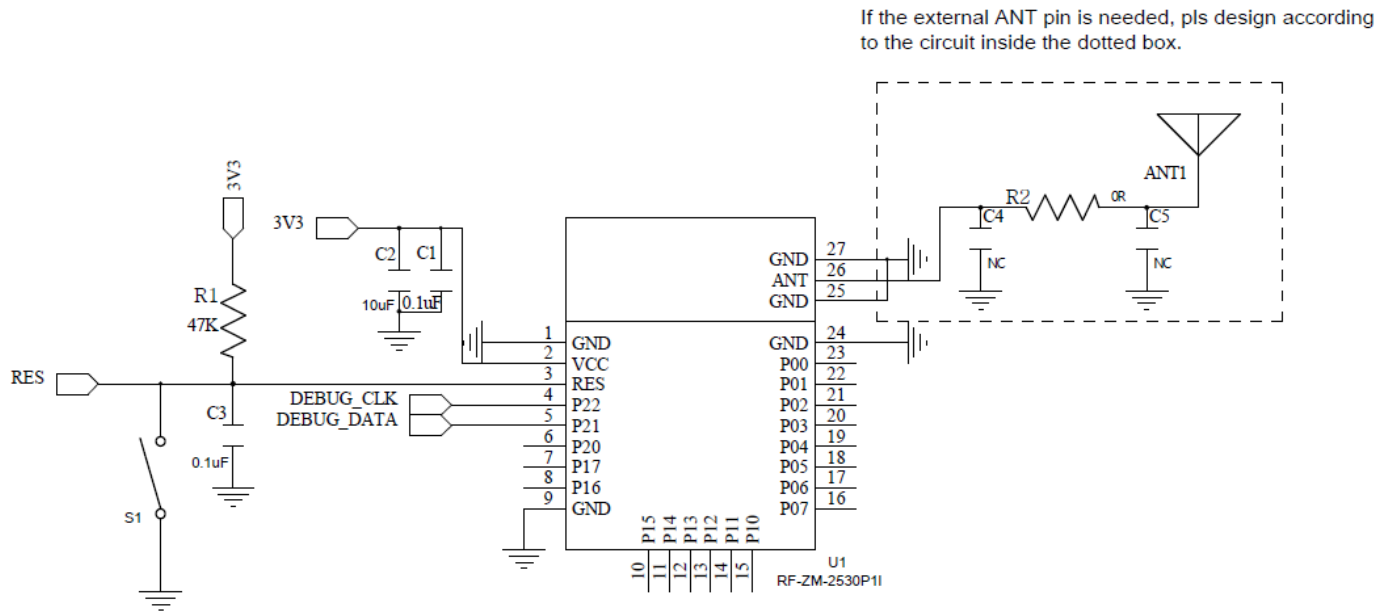 If the external ANT pin is needed, pls design according
to the circuit inside the dotted box.
3V3
3V3
C2
C1
10uF
0.1uF
R1
47K
RES
C3
0.1uF
S1
DEBUG_CLK
DEBUG_DATA
1
GND
2
VCC
3
RES
4
P22
5
P21
6
P20
7
P17
8
P16
9
GND
P15
P14
P13
P12
P11
P10
10
11
12
13
14
15
GND
27
ANT
26
GND
25
GND
24
P00
23
P01
22
P02
21
P03
20
P04
19
P05
18
P06
17
P07
16
U1
RF-ZM-2530P1I
ANT1
R2
0R
C4
NC
C5
NC